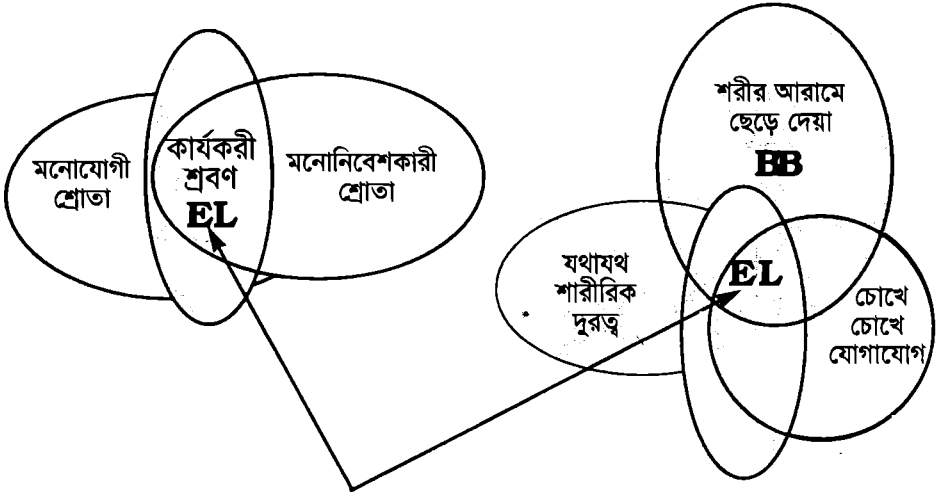 মনোযোগী
শ্রোতা
কার্যকরী
শ্রবণ
EL
মনোনিবেশকারী
শ্রোতা
শরীর আরামে
ছেড়ে দেয়া
BB
যথাযথ
শারীরিক
দূরত্ব
EL
চোখে
চোখে
যোগাযোগ